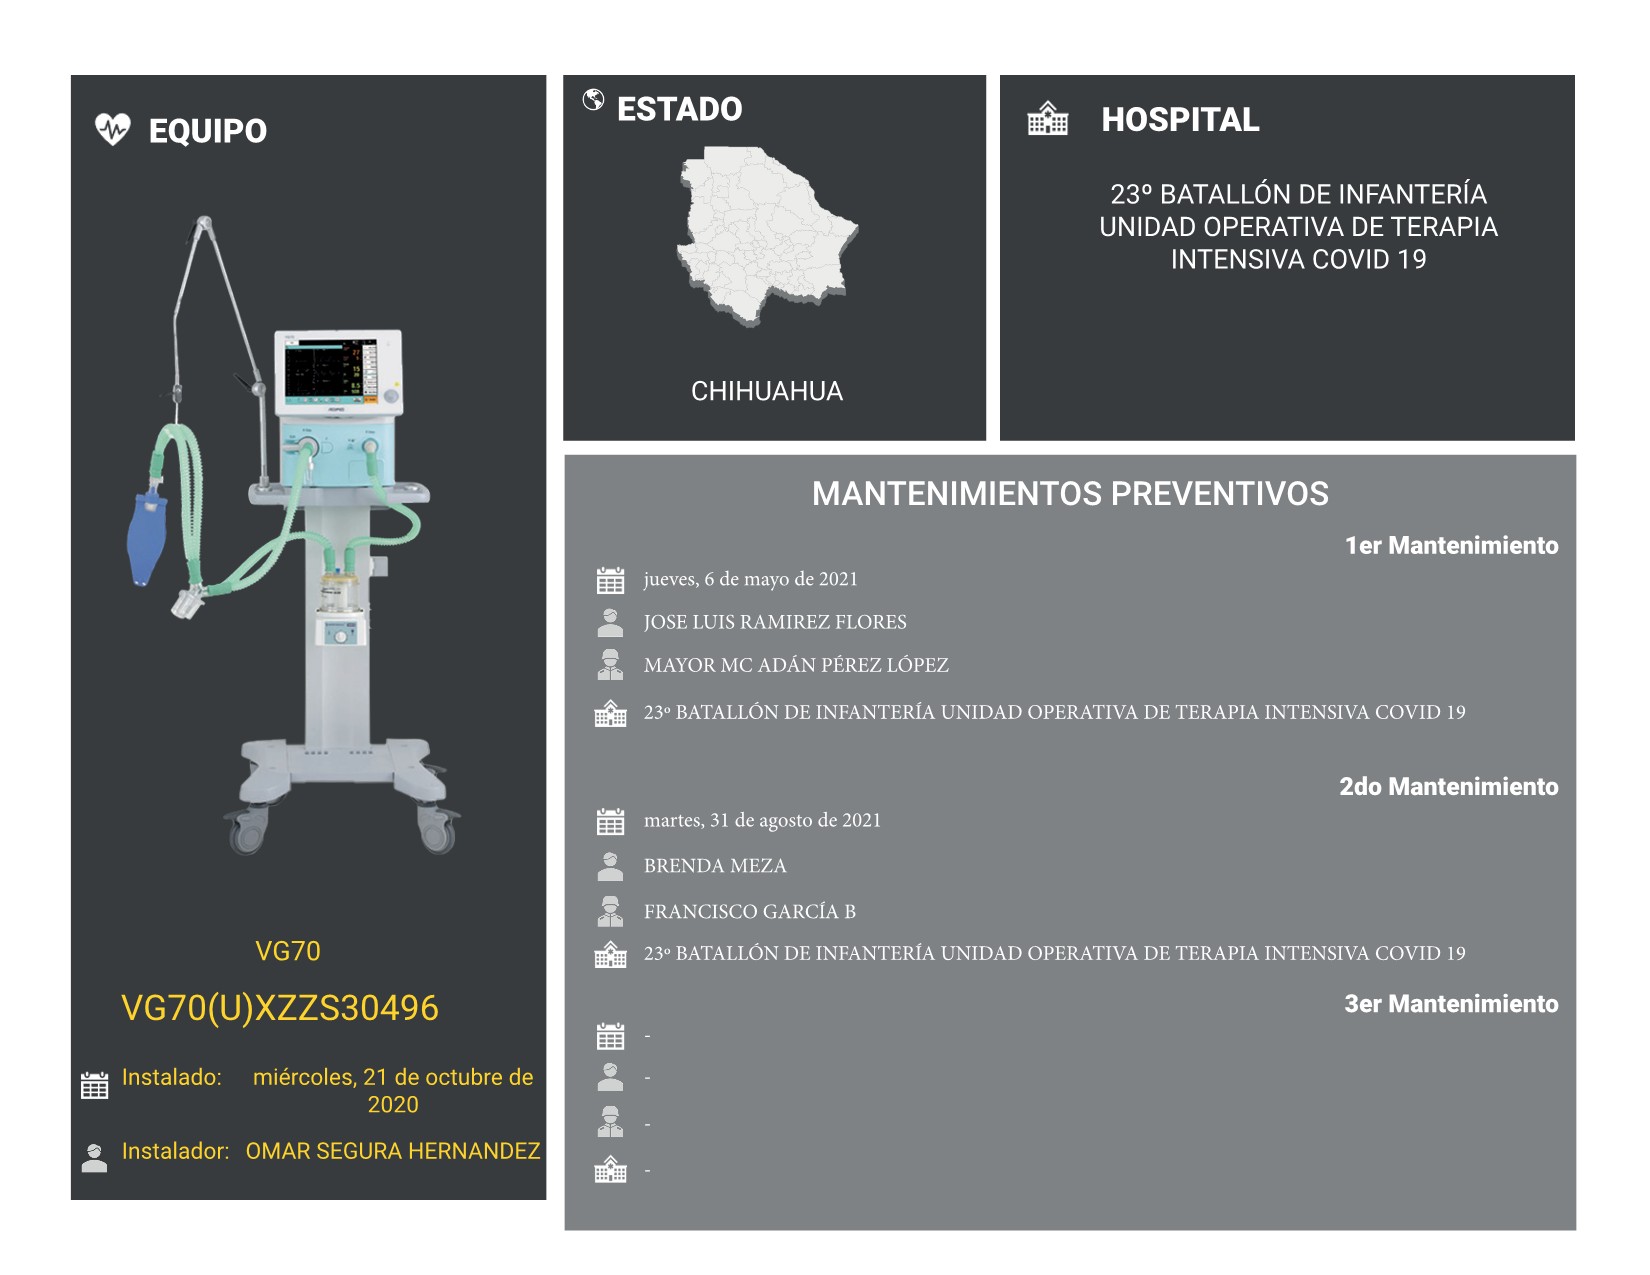 EQUIPO
VG70
VG70(U)XZZS30496
Instalado: miércoles, 21 de octubre de
2020
Instalador: OMAR SEGURA HERNANDEZ
ESTADO
CHIHUAHUA
HOSPITAL
23º BATALLÓN DE INFANTERÍA
UNIDAD OPERATIVA DE TERAPIA
INTENSIVA COVID 19
MANTENIMIENTOS PREVENTIVOS
1er Mantenimiento
jueves, 6 de mayo de 2021
JOSE LUIS RAMIREZ FLORES
MAYOR MC ADÁN PÉREZ LÓPEZ
23º BATALLÓN DE INFANTERÍA UNIDAD OPERATIVA DE TERAPIA INTENSIVA COVID 19
2do Mantenimiento
martes, 31 de agosto de 2021
BRENDA MEZA
FRANCISCO GARCÍA B
23º BATALLÓN DE INFANTERÍA UNIDAD OPERATIVA DE TERAPIA INTENSIVA COVID 19
3er Mantenimiento
-
-
-
-